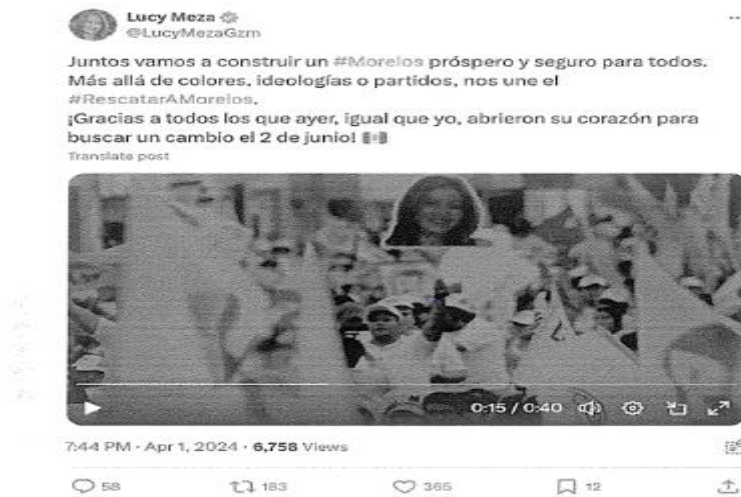 Lucy Meza
@LucyMezaGzm
Juntos vamos a construir un #Morelos próspero y seguro para todos.
Más allá de colores, ideologías o partidos, nos une el
#RescatarAMorelos.
¡Gracias a todos los que ayer, igual que yo, abrieron su corazón para
buscar un cambio el 2 de junio!
Translate post
0:15 / 0:40
7:44 PM · Apr 1, 2024 · 6,758 Views
58 183 365 12